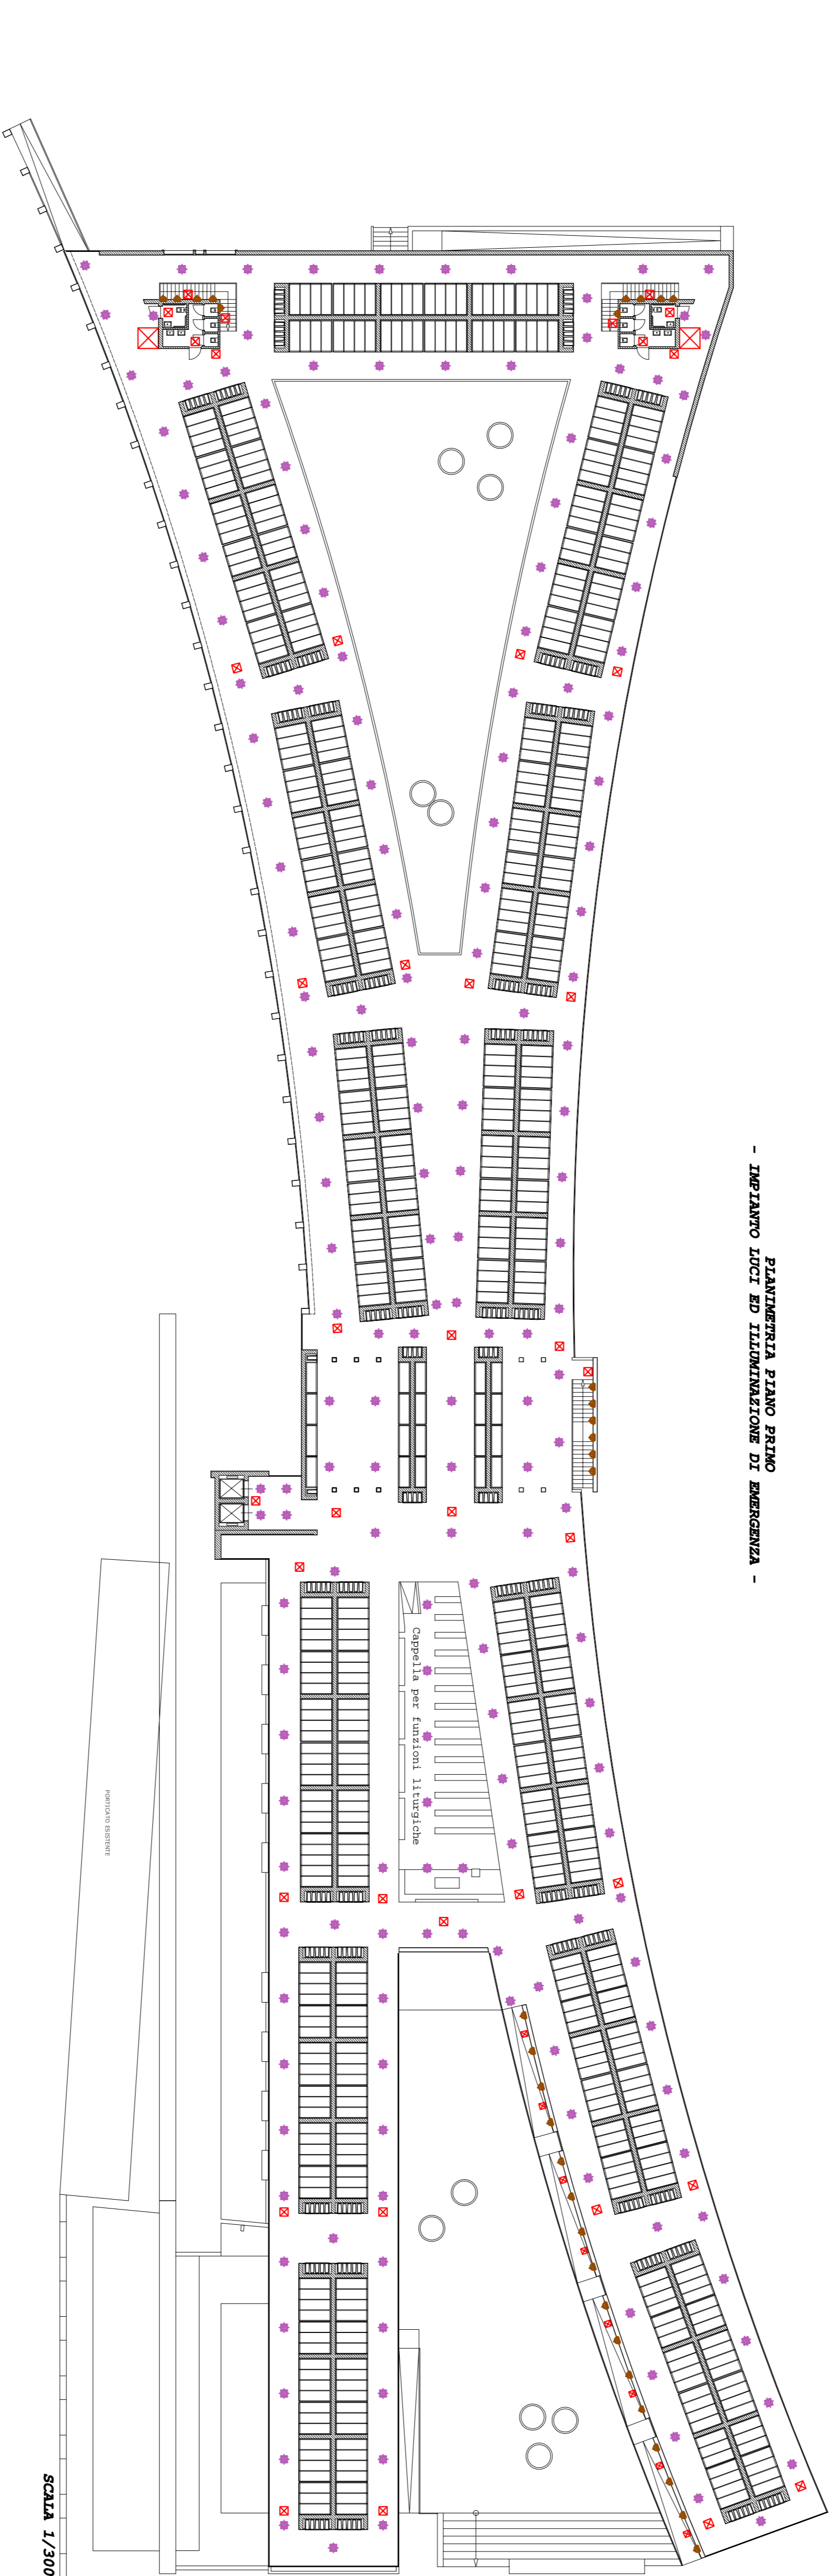 PLANIMETRIA PIANO PRIMO
- IMPIANTO LUCI ED ILLUMINAZIONE DI EMERGENZA -
Cappella per funzioni liturgiche
PORTICATO ESISTENTE
SCALA 1/300